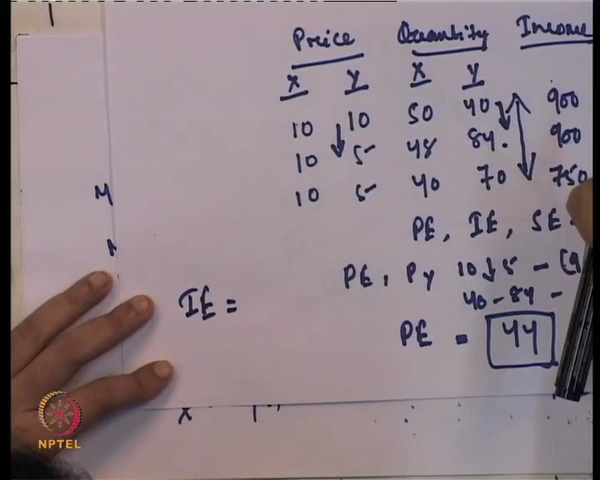 Price Quantity Income
X Y X Y
10 10 50 40 900
10 5 48 84. 900
10 5 40 70 750
PE, IE, SE
PE, Py 10 ↓ 5 -
40 - 84 -
IE =
PE = 44
X
NPTEL